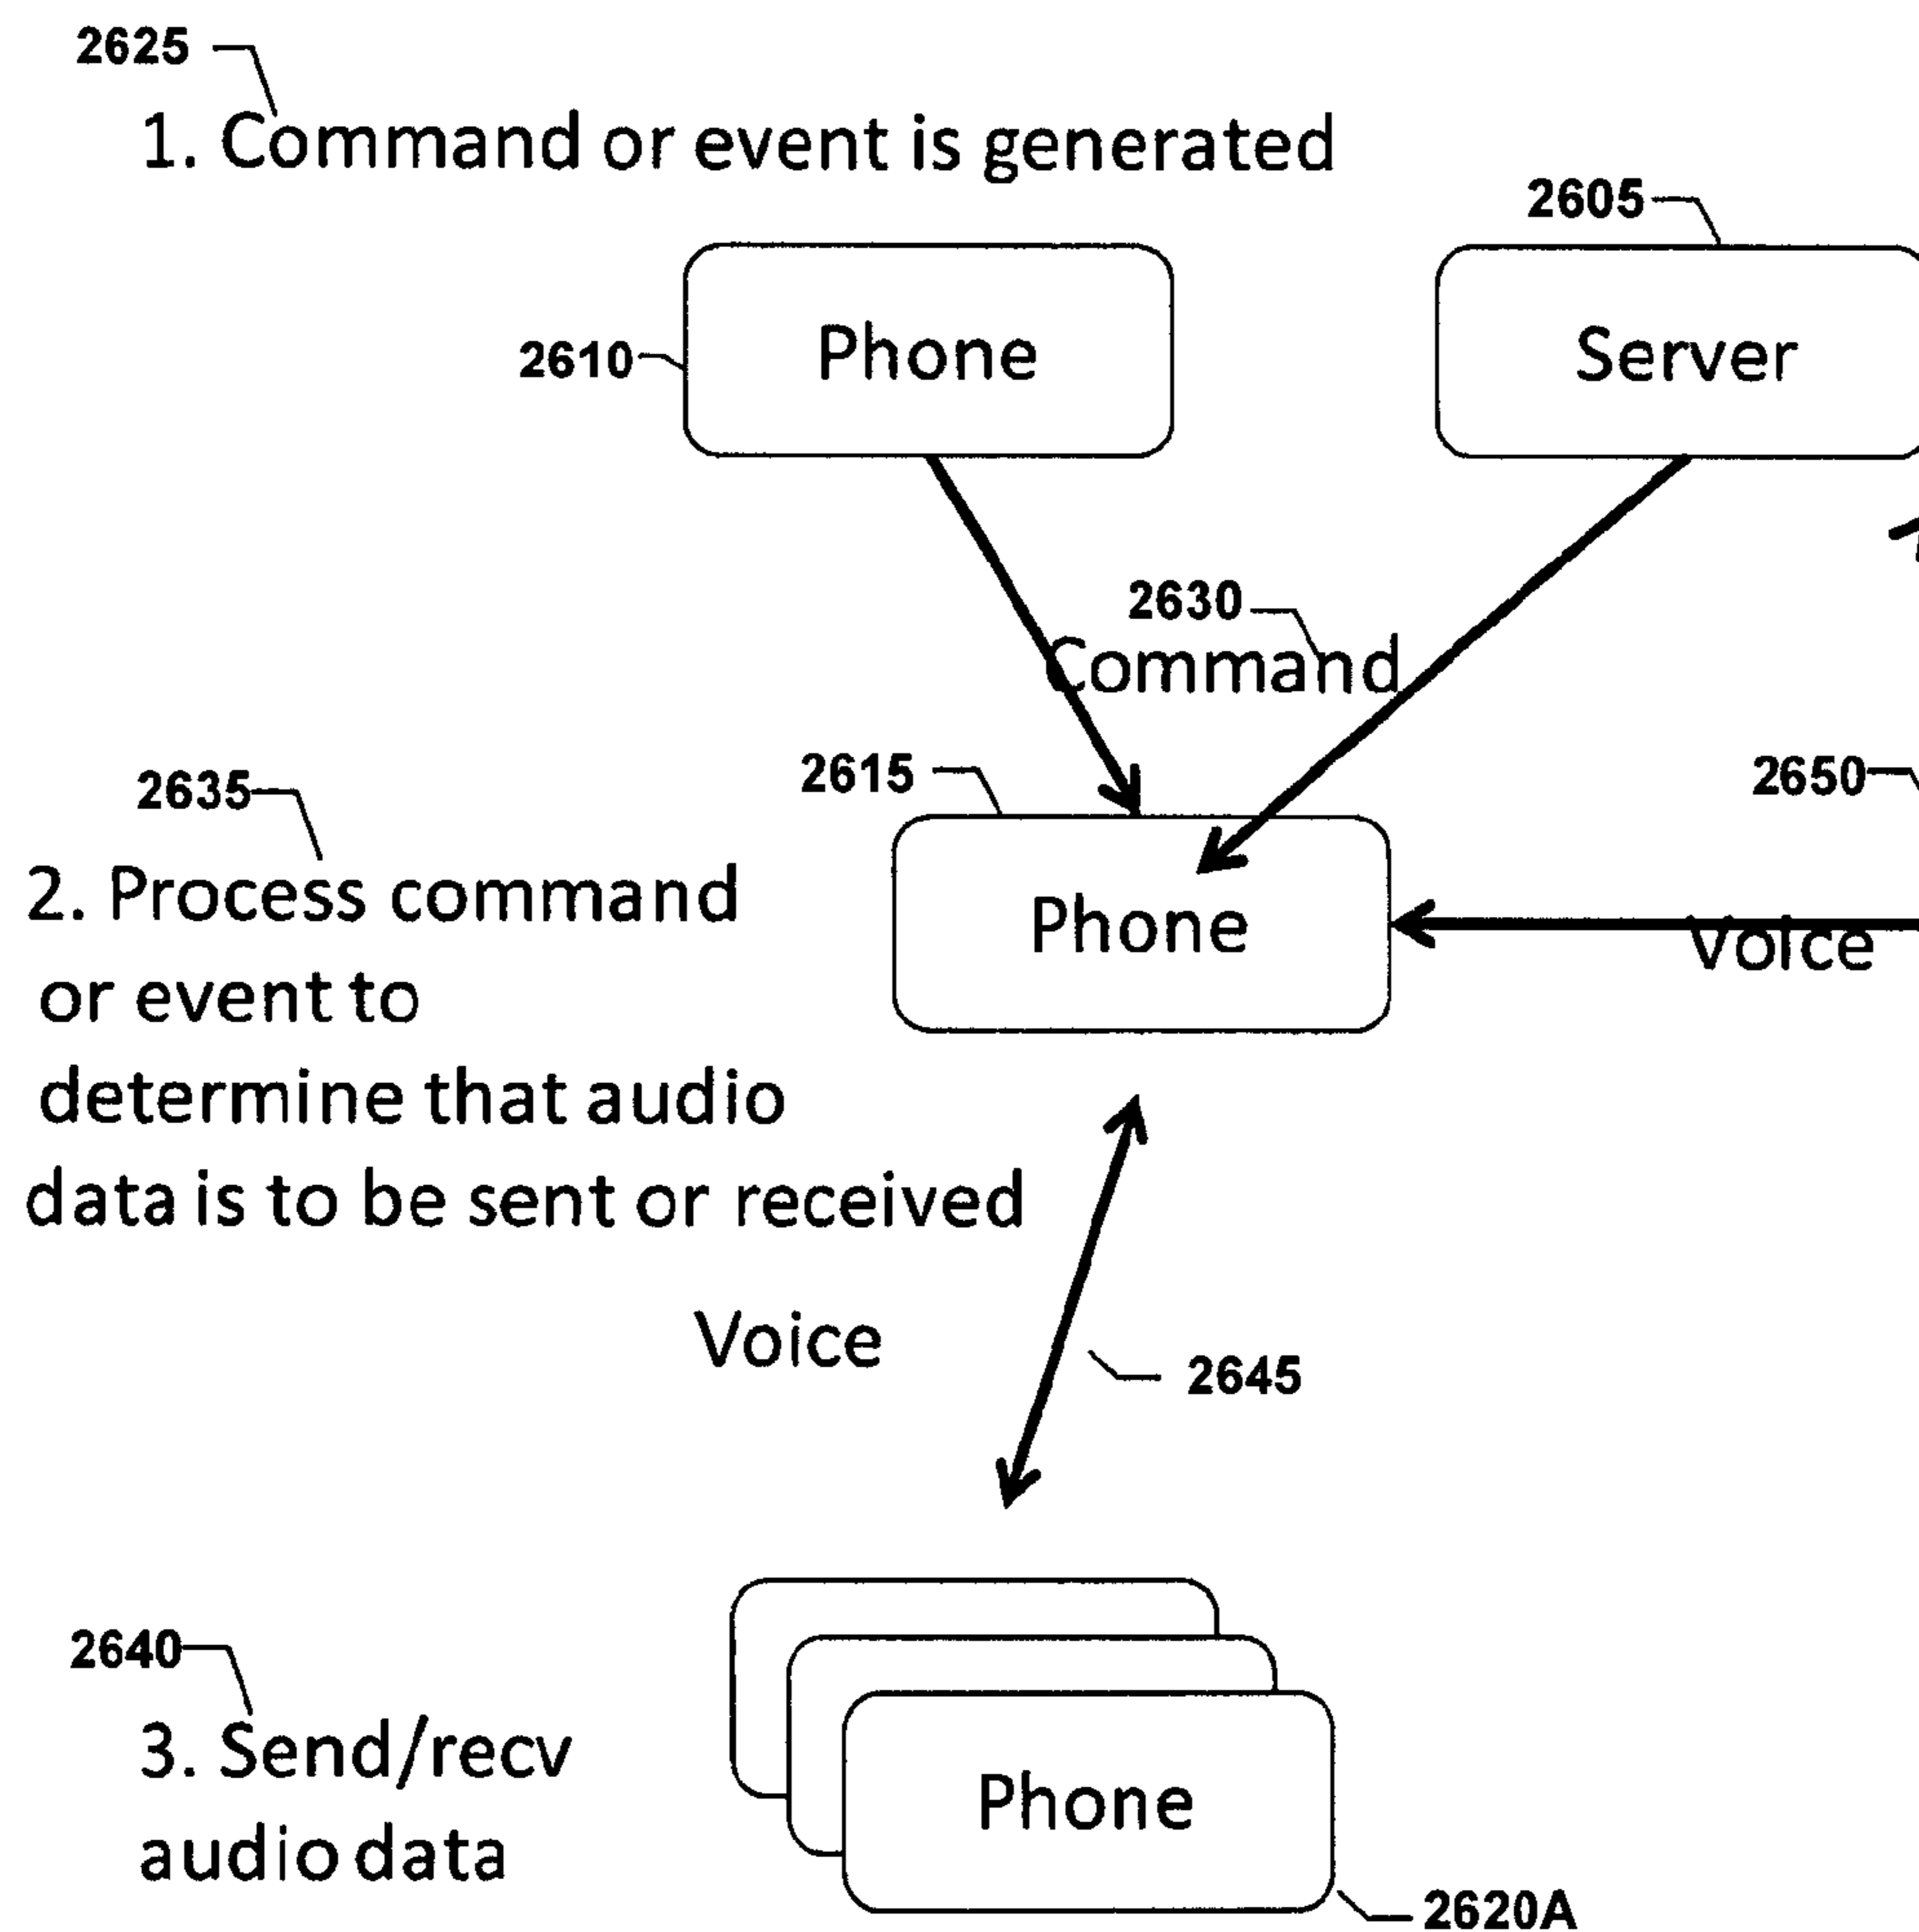 2625
1. Command or event is generated
2605
2610
Phone
Server
2630
Command
2615
2650
2635
2. Process command
or event to
determine that audio
data is to be sent or received
Phone
Voice
Voice
2645
2640
3. Send/recv
audio data
Phone
2620A